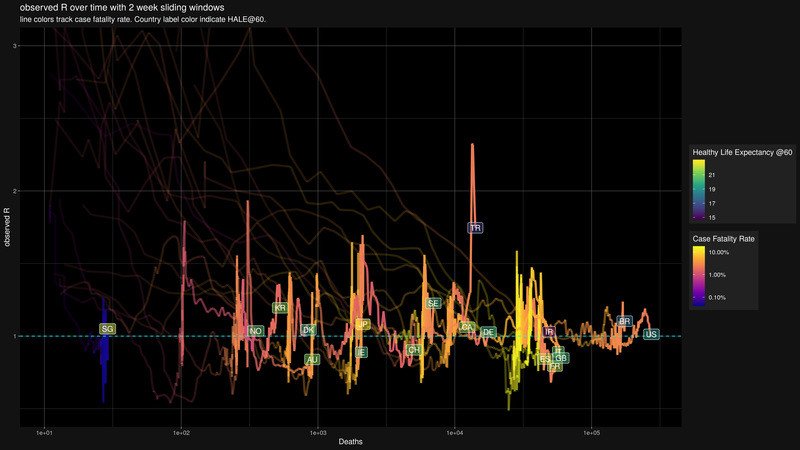 observed R over time with 2 week sliding windows
line colors track case fatality rate. Country label color indicate HALE@60.
3
2
1
observed R
1e+01
1e+02
1e+03
1e+04
1e+05
Deaths
SG
NO
KR
DK
AU
JP
IE
CH
SE
CA
DE
TR
IR
ES
FR
GB
BR
US
Healthy Life Expectancy @60
21
19
17
15
Case Fatality Rate
10.00%
1.00%
0.10%